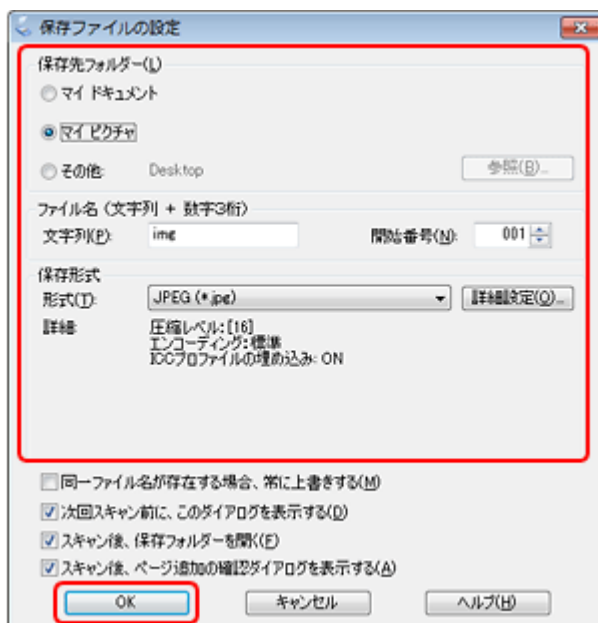 保存ファイルの設定
保存先フォルダー(L)
マイ ドキュメント
マイ ピクチャ
その他: Desktop 参照(B)...
ファイル名 (文字列 + 数字3桁)
文字列(P): img 開始番号(N): 001
保存形式
形式(T): JPEG (*.jpg) 詳細設定(O)...
詳細: 圧縮レベル:[16]
エンコーディング:標準
ICCプロファイルの埋め込み: ON
同一ファイル名が存在する場合、常に上書きする(M)
次回スキャン前に、このダイアログを表示する(D)
スキャン後、保存フォルダーを開く(F)
スキャン後、ページ追加の確認ダイアログを表示する(A)
OK キャンセル ヘルプ(H)